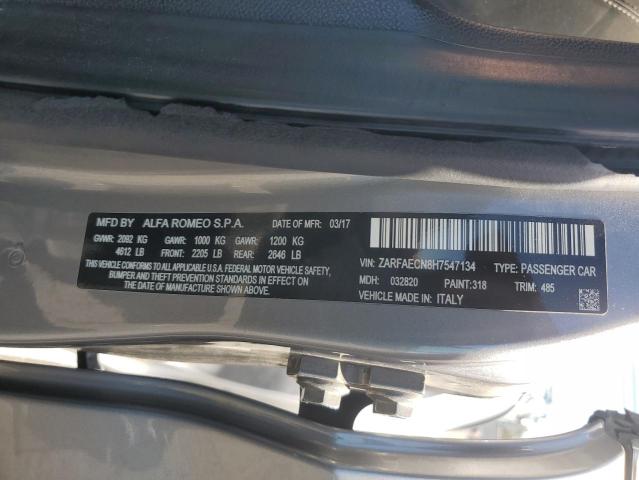 MFD BY ALFA ROMEO S.P.A. DATE OF MFR: 03/17
GVWR: 2092 KG GAWR: 1000 KG GAWR: 1200 KG
4612 LB FRONT: 2205 LB REAR: 2646 LB
THIS VEHICLE CONFORMS TO ALL APPLICABLE U.S.A. FEDERAL MOTOR VEHICLE SAFETY,
BUMPER AND THEFT PREVENTION STANDARDS IN EFFECT ON THE
DATE OF MANUFACTURE SHOWN ABOVE.
VIN: ZARFAECN8H7547134 TYPE: PASSENGER CAR
MDH: 032820 PAINT:318 TRIM: 485
VEHICLE MADE IN: ITALY